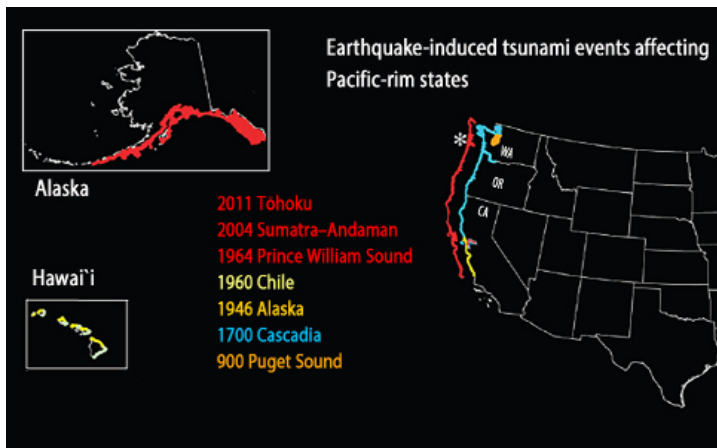 Earthquake-induced tsunami events affecting
Pacific-rim states
Alaska
*
WA
OR
CA
2011 Tōhoku
2004 Sumatra–Andaman
1964 Prince William Sound
1960 Chile
1946 Alaska
1700 Cascadia
900 Puget Sound
Hawai`i